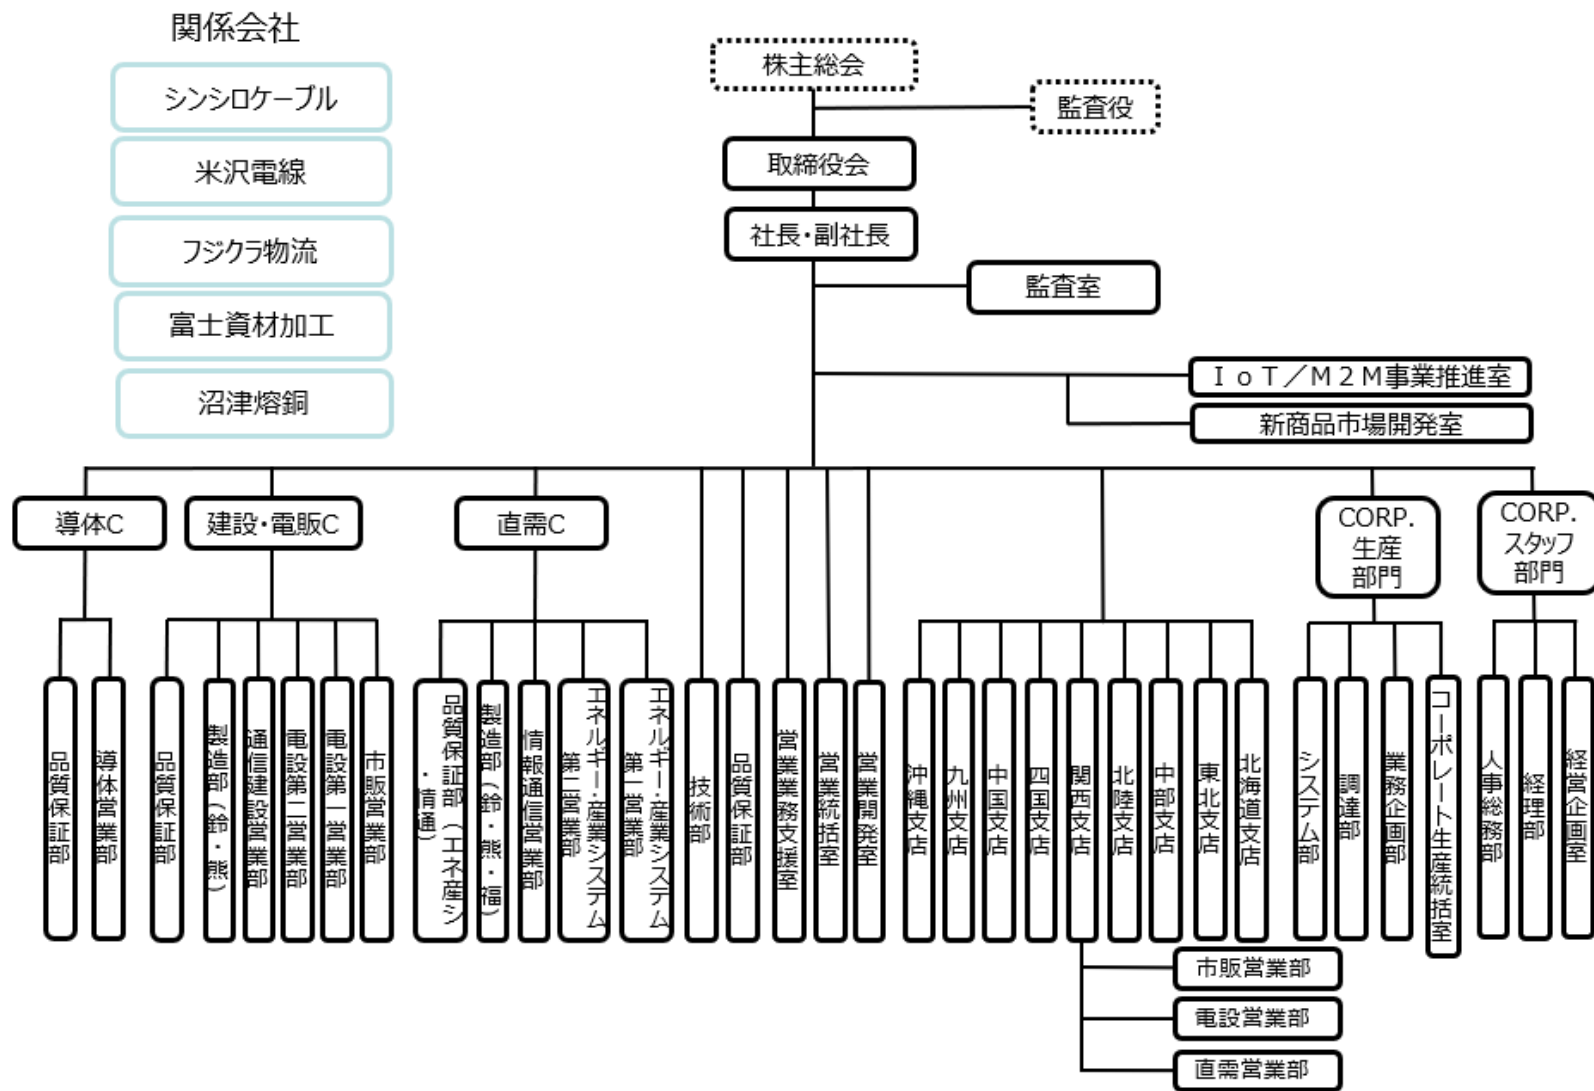 関係会社
シンシロケーブル
米沢電線
フジクラ物流
富士資材加工
沼津熔銅
株主総会
監査役
取締役会
社長・副社長
監査室
ＩｏＴ／Ｍ２Ｍ事業推進室
新商品市場開発室
導体C
建設・電販C
直需C
CORP.
生産
部門
CORP.
スタッフ
部門
品質保証部
導体営業部
品質保証部
製造部（鈴・熊）
通信建設営業部
電設第二営業部
電設第一営業部
市販営業部
品質保証部（エネ産シ
・情通）
製造部（鈴・熊・福）
情報通信営業部
エネルギー・産業システム
第二営業部
エネルギー・産業システム
第一営業部
技術部
品質保証部
営業業務支援室
営業統括室
営業開発室
沖縄支店
九州支店
中国支店
四国支店
関西支店
北陸支店
中部支店
東北支店
北海道支店
システム部
調達部
業務企画部
コーポレート生産統括室
人事総務部
経理部
経営企画室
市販営業部
電設営業部
直需営業部